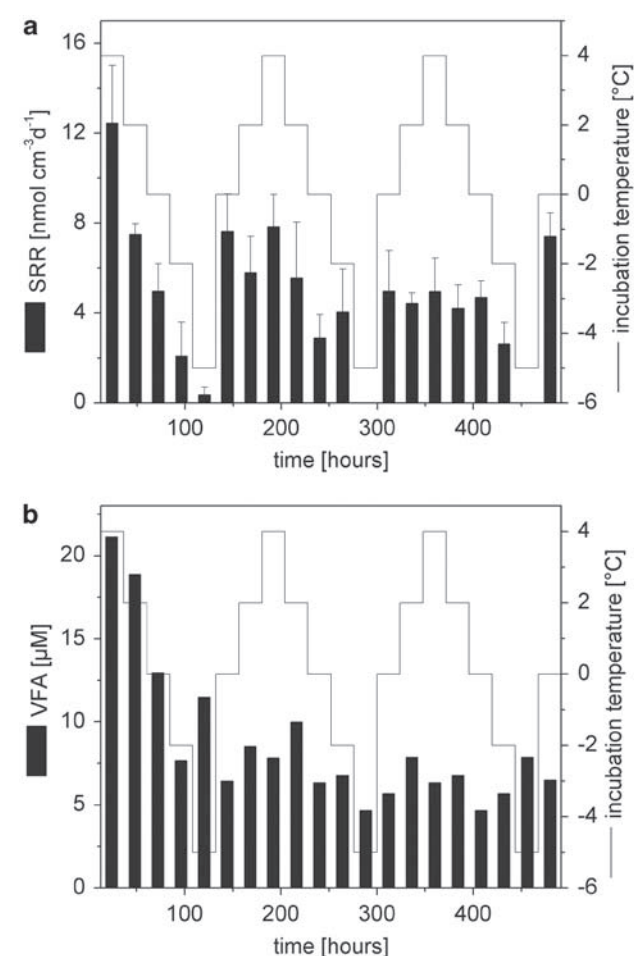 a
16
12
8
4
0
SRR [nmol cm-3d-1]
4
2
0
-2
-4
-6
incubation temperature [°C]
100 200 300 400
time [hours]
b
20
15
10
5
0
VFA [µM]
4
2
0
-2
-4
-6
incubation temperature [°C]
100 200 300 400
time [hours]